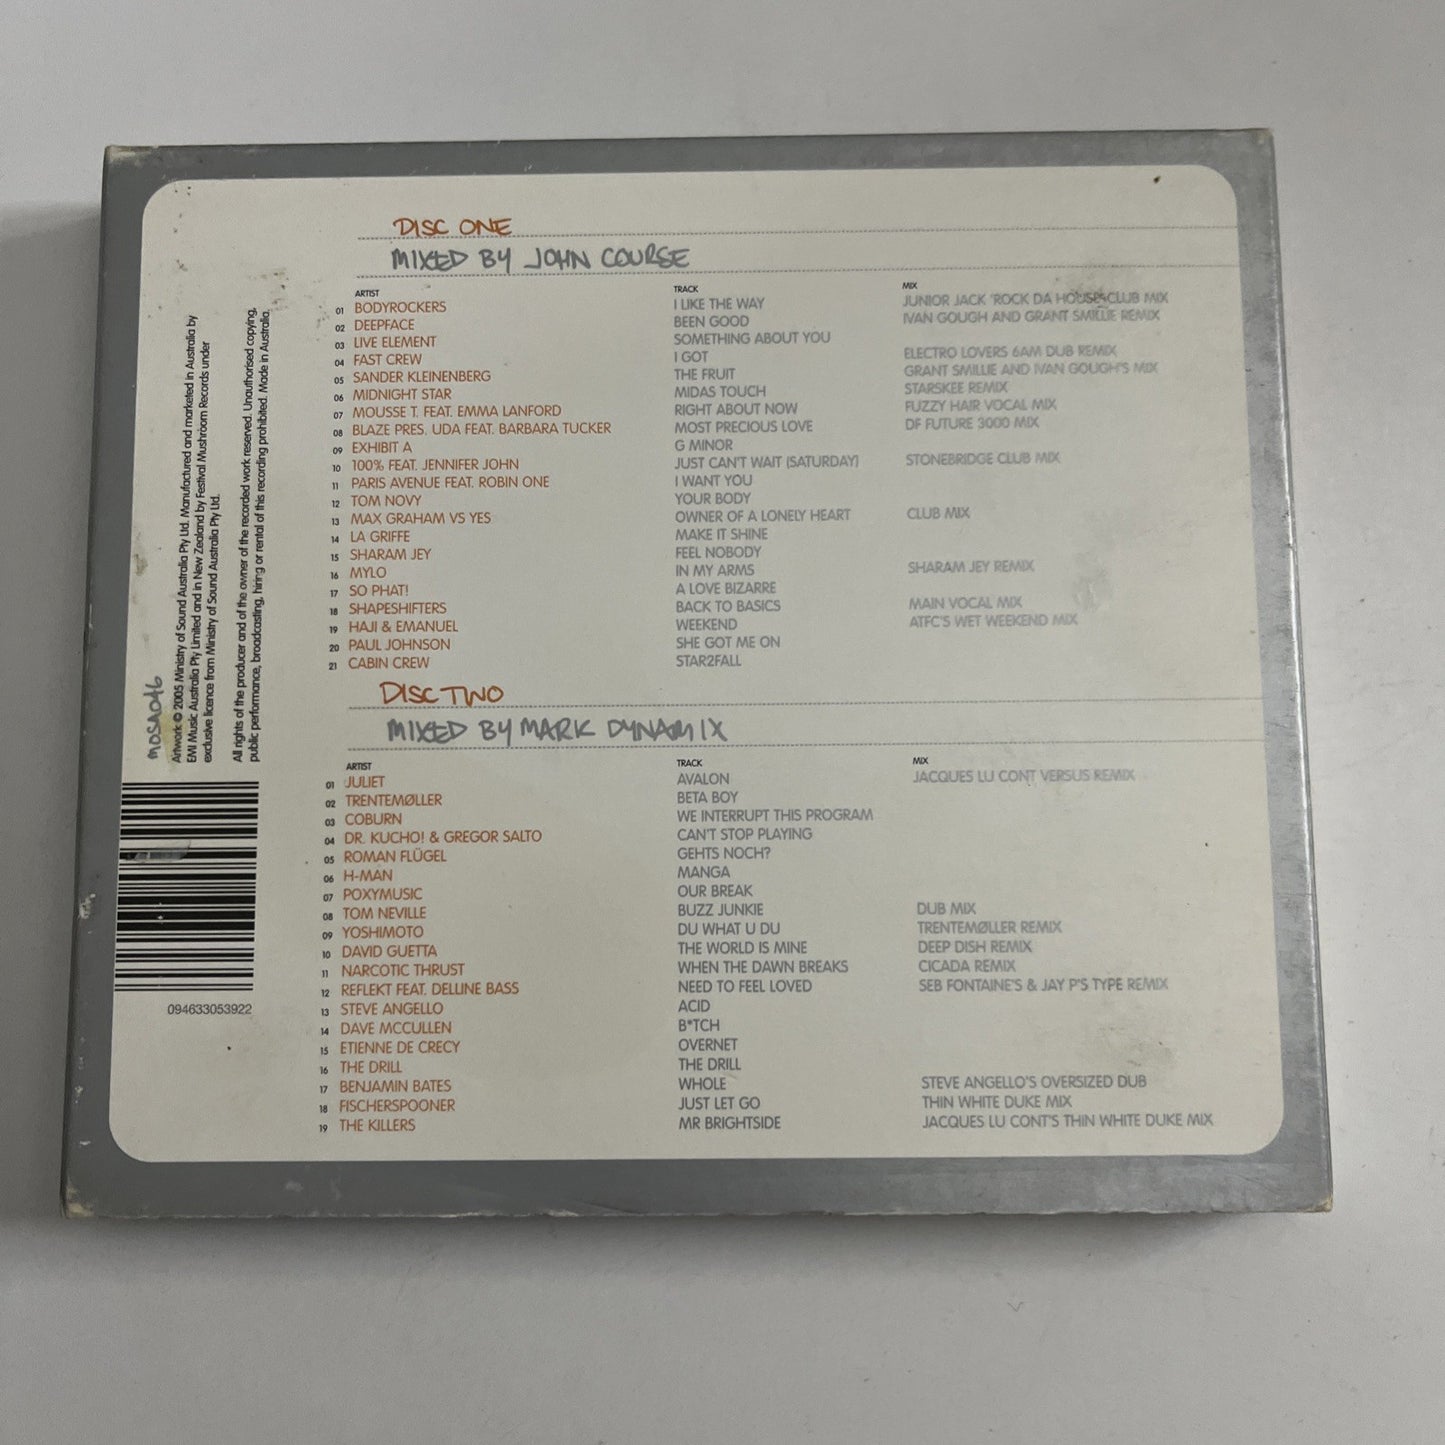 DISC ONE
MIXED BY JOHN COURSE
ARTIST TRACK MIX
01 BODYROCKERS I LIKE THE WAY JUNIOR JACK 'ROCK DA HOUSE' CLUB MIX
02 DEEPFACE BEEN GOOD IVAN GOUGH AND GRANT SMILLIE REMIX
03 LIVE ELEMENT SOMETHING ABOUT YOU
04 FAST CREW I GOT ELECTRO LOVERS 6AM DUB REMIX
05 SANDER KLEINENBERG THE FRUIT GRANT SMILLIE AND IVAN GOUGH'S MIX
06 MIDNIGHT STAR MIDAS TOUCH STARSKEE REMIX
07 MOUSSE T. FEAT. EMMA LANFORD RIGHT ABOUT NOW FUZZY HAIR VOCAL MIX
08 BLAZE PRES. UDA FEAT. BARBARA TUCKER MOST PRECIOUS LOVE DF FUTURE 3000 MIX
09 EXHIBIT A G MINOR
10 100% FEAT. JENNIFER JOHN JUST CAN'T WAIT (SATURDAY) STONEBRIDGE CLUB MIX
11 PARIS AVENUE FEAT. ROBIN ONE I WANT YOU
12 TOM NOVY YOUR BODY
13 MAX GRAHAM VS YES OWNER OF A LONELY HEART CLUB MIX
14 LA GRIFFE MAKE IT SHINE
15 SHARAM JEY FEEL NOBODY
16 MYLO IN MY ARMS SHARAM JEY REMIX
17 SO PHAT! A LOVE BIZARRE
18 SHAPESHIFTERS BACK TO BASICS MAIN VOCAL MIX
19 HAJI & EMANUEL WEEKEND ATFC'S WET WEEKEND MIX
20 PAUL JOHNSON SHE GOT ME ON
21 CABIN CREW STAR2FALL
DISC TWO
MIXED BY MARK DYNAMIX
ARTIST TRACK MIX
01 JULIET AVALON JACQUES LU CONT VERSUS REMIX
02 TRENTEMØLLER BETA BOY
03 COBURN WE INTERRUPT THIS PROGRAM
04 DR. KUCHO! & GREGOR SALTO CAN'T STOP PLAYING
05 ROMAN FLÜGEL GEHTS NOCH?
06 H-MAN MANGA
07 POXYMUSIC OUR BREAK
08 TOM NEVILLE BUZZ JUNKIE DUB MIX
09 YOSHIMOTO DU WHAT U DU TRENTEMØLLER REMIX
10 DAVID GUETTA THE WORLD IS MINE DEEP DISH REMIX
11 NARCOTIC THRUST WHEN THE DAWN BREAKS CICADA REMIX
12 REFLEKT FEAT. DELLINE BASS NEED TO FEEL LOVED SEB FONTAINE'S & JAY P'S TYPE REMIX
13 STEVE ANGELLO ACID
14 DAVE MCCULLEN B*TCH
15 ETIENNE DE CRECY OVERNET
16 THE DRILL THE DRILL
17 BENJAMIN BATES WHOLE STEVE ANGELLO'S OVERSIZED DUB
18 FISCHERSPOONER JUST LET GO THIN WHITE DUKE MIX
19 THE KILLERS MR BRIGHTSIDE JACQUES LU CONT'S THIN WHITE DUKE MIX
MOSA046
Artwork © 2005 Ministry of Sound Australia Pty Ltd. Manufactured and marketed in Australia by
EMI Music Australia Pty Limited and in New Zealand by Festival Mushroom Records under
exclusive licence from Ministry of Sound Australia Pty Ltd.
All rights of the producer and of the owner of the recorded work reserved. Unauthorised copying,
public performance, broadcasting, hiring or rental of this recording prohibited. Made in Australia.
094633053922